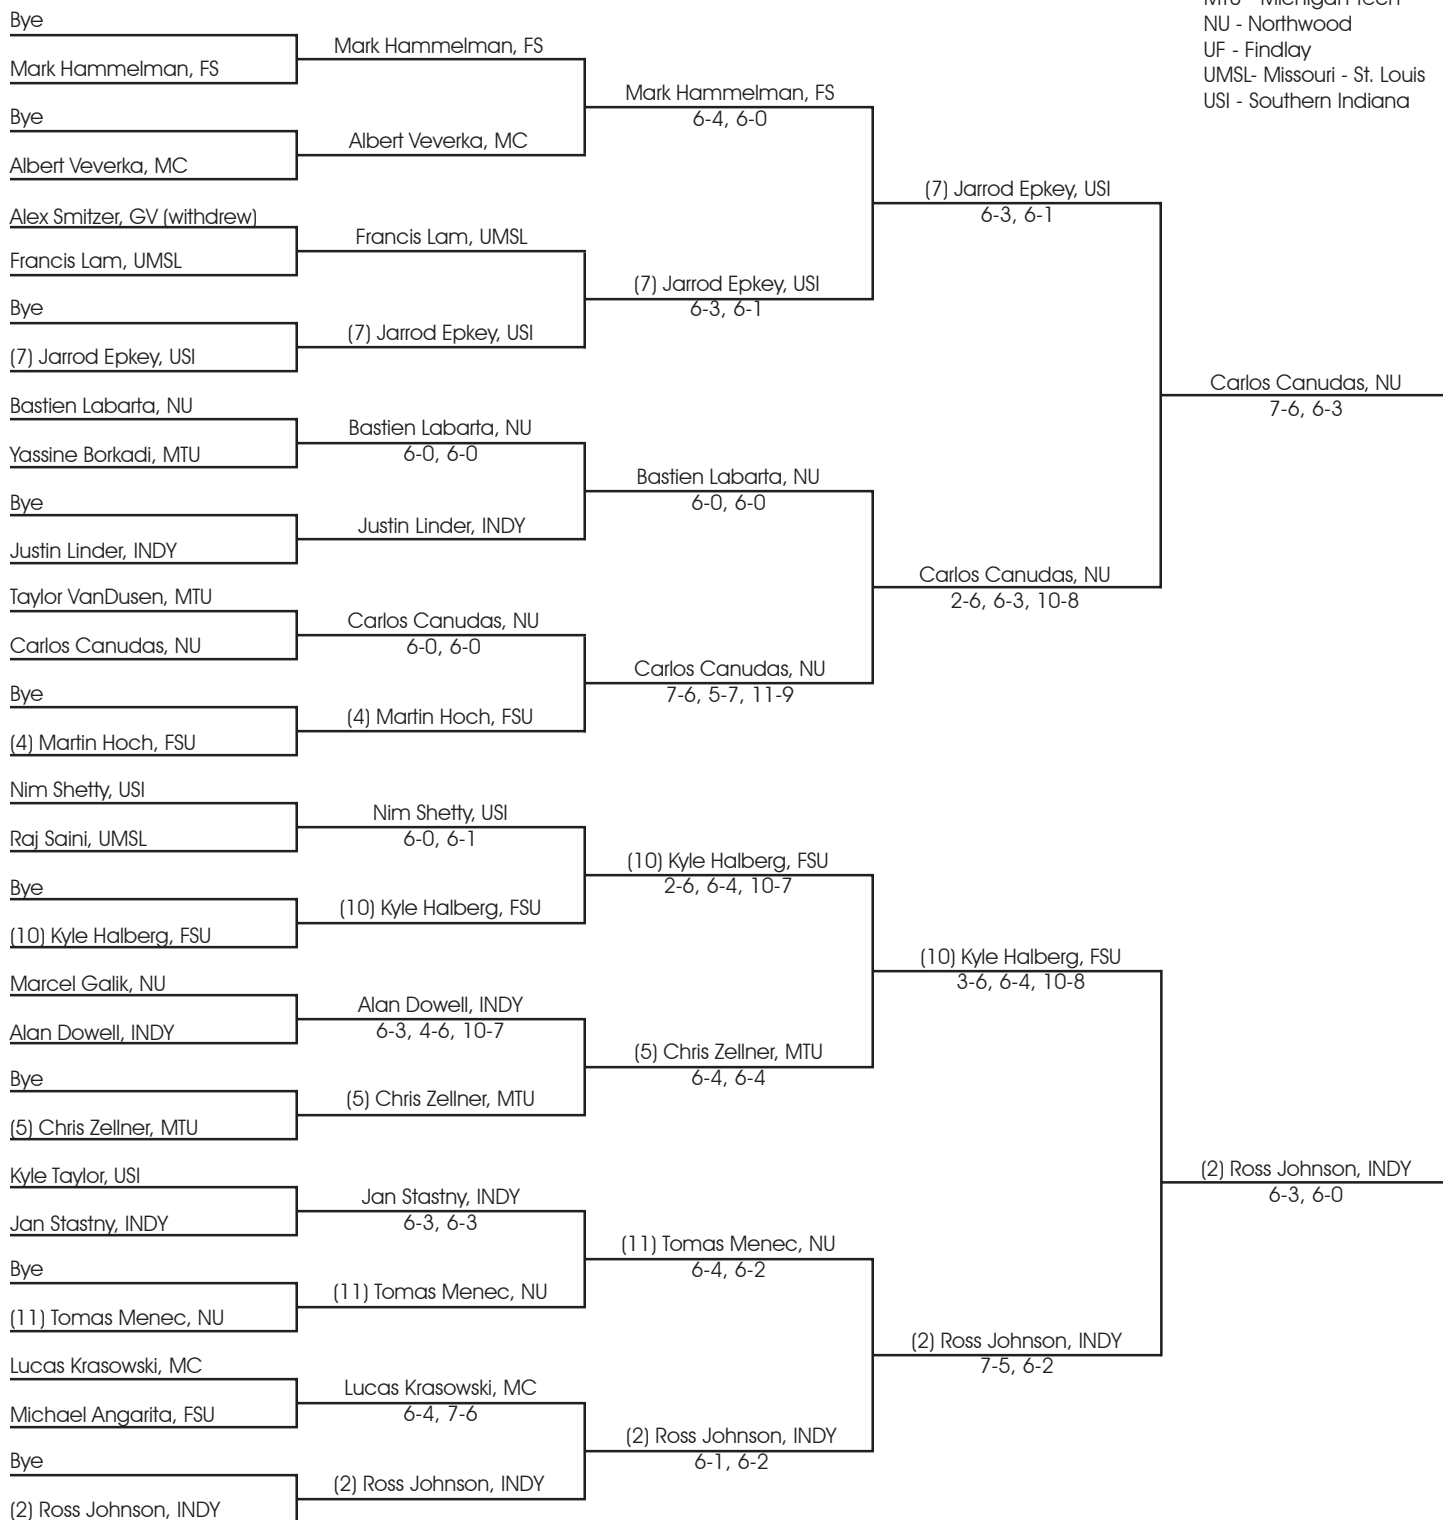 Bye
Mark Hammelman, FS
Bye
Albert Veverka, MC
Alex Smitzer, GV (withdrew)
Francis Lam, UMSL
Bye
(7) Jarrod Epkey, USI
Bastien Labarta, NU
Yassine Borkadi, MTU
Bye
Justin Linder, INDY
Taylor VanDusen, MTU
Carlos Canudas, NU
Bye
(4) Martin Hoch, FSU
Nim Shetty, USI
Raj Saini, UMSL
Bye
(10) Kyle Halberg, FSU
Marcel Galik, NU
Alan Dowell, INDY
Bye
(5) Chris Zellner, MTU
Kyle Taylor, USI
Jan Stastny, INDY
Bye
(11) Tomas Menec, NU
Lucas Krasowski, MC
Michael Angarita, FSU
Bye
(2) Ross Johnson, INDY
Mark Hammelman, FS
Albert Veverka, MC
Francis Lam, UMSL
(7) Jarrod Epkey, USI
Bastien Labarta, NU
6-0, 6-0
Justin Linder, INDY
Carlos Canudas, NU
6-0, 6-0
(4) Martin Hoch, FSU
Nim Shetty, USI
6-0, 6-1
(10) Kyle Halberg, FSU
Alan Dowell, INDY
6-3, 4-6, 10-7
(5) Chris Zellner, MTU
Jan Stastny, INDY
6-3, 6-3
(11) Tomas Menec, NU
Lucas Krasowski, MC
6-4, 7-6
(2) Ross Johnson, INDY
Mark Hammelman, FS
6-4, 6-0
(7) Jarrod Epkey, USI
6-3, 6-1
Bastien Labarta, NU
6-0, 6-0
Carlos Canudas, NU
7-6, 5-7, 11-9
(10) Kyle Halberg, FSU
2-6, 6-4, 10-7
(5) Chris Zellner, MTU
6-4, 6-4
(11) Tomas Menec, NU
6-4, 6-2
(2) Ross Johnson, INDY
6-1, 6-2
(7) Jarrod Epkey, USI
6-3, 6-1
Carlos Canudas, NU
2-6, 6-3, 10-8
(10) Kyle Halberg, FSU
3-6, 6-4, 10-8
(2) Ross Johnson, INDY
7-5, 6-2
MTU - Michigan Tech
NU - Northwood
UF - Findlay
UMSL- Missouri - St. Louis
USI - Southern Indiana
Carlos Canudas, NU
7-6, 6-3
(2) Ross Johnson, INDY
6-3, 6-0